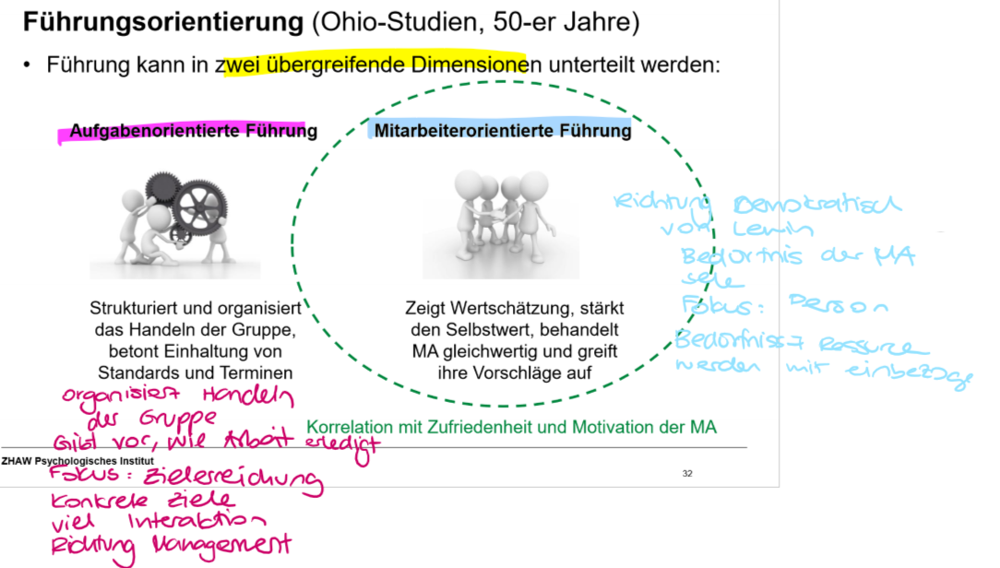 Führungsorientierung (Ohio-Studien, 50-er Jahre)
• Führung kann in zwei übergreifende Dimensionen unterteilt werden:
Aufgabenorientierte Führung
Strukturiert und organisiert
das Handeln der Gruppe,
betont Einhaltung von
Standards und Terminen
organisiert Handeln
der Gruppe
Gibt vor, wie Arbeit erledigt
Fokus: Zielerreichung
Konkrete Ziele
viel Interaktion
Richtung Management
Mitarbeiterorientierte Führung
Zeigt Wertschätzung, stärkt
den Selbstwert, behandelt
MA gleichwertig und greift
ihre Vorschläge auf
Richtung Demokratisch
von Lewin
Bedürfnis der MA
Fokus: Person
Bedürfniss + Ressurce
werden mit einbezoge
Korrelation mit Zufriedenheit und Motivation der MA
ZHAW Psychologisches Institut
32